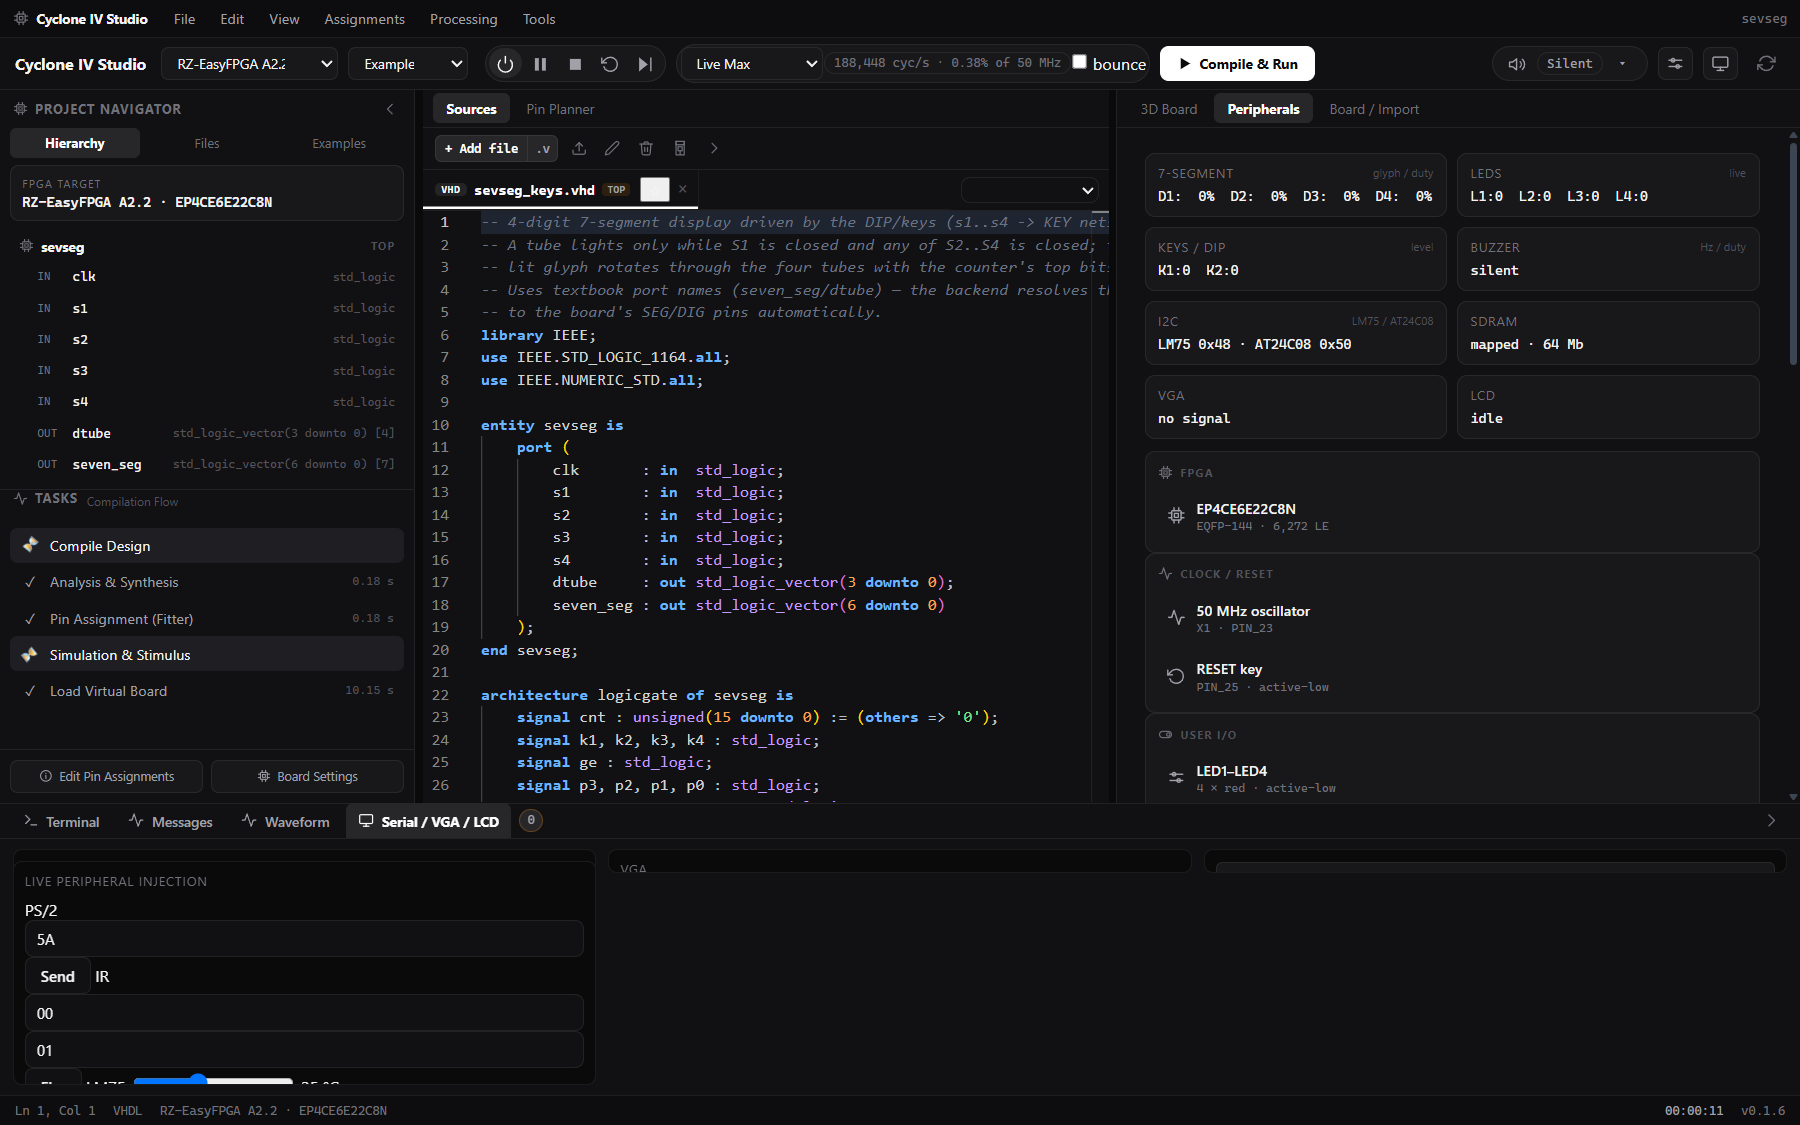 Cyclone IV Studio File Edit View Assignments Processing Tools sevseg
Cyclone IV Studio RZ-EasyFPGA A2.2 Example Live Max 188,448 cyc/s · 0.38% of 50 MHz bounce Compile & Run Silent
PROJECT NAVIGATOR
Hierarchy Files Examples
FPGA TARGET
RZ-EasyFPGA A2.2 · EP4CE6E22C8N
sevseg TOP
IN clk std_logic
IN s1 std_logic
IN s2 std_logic
IN s3 std_logic
IN s4 std_logic
OUT dtube std_logic_vector(3 downto 0) [4]
OUT seven_seg std_logic_vector(6 downto 0) [7]
TASKS Compilation Flow
Compile Design
Analysis & Synthesis 0.18 s
Pin Assignment (Fitter) 0.18 s
Simulation & Stimulus
Load Virtual Board 10.15 s
Edit Pin Assignments Board Settings
Sources Pin Planner
+ Add file .v
VHD sevseg_keys.vhd TOP ×
1 -- 4-digit 7-segment display driven by the DIP/keys (s1..s4 -> KEY net
2 -- A tube lights only while S1 is closed and any of S2..S4 is closed;
3 -- lit glyph rotates through the four tubes with the counter's top bit
4 -- Uses textbook port names (seven_seg/dtube) — the backend resolves t
5 -- to the board's SEG/DIG pins automatically.
6 library IEEE;
7 use IEEE.STD_LOGIC_1164.all;
8 use IEEE.NUMERIC_STD.all;
9
10 entity sevseg is
11 port (
12 clk : in std_logic;
13 s1 : in std_logic;
14 s2 : in std_logic;
15 s3 : in std_logic;
16 s4 : in std_logic;
17 dtube : out std_logic_vector(3 downto 0);
18 seven_seg : out std_logic_vector(6 downto 0)
19 );
20 end sevseg;
21
22 architecture logicgate of sevseg is
23 signal cnt : unsigned(15 downto 0) := (others => '0');
24 signal k1, k2, k3, k4 : std_logic;
25 signal ge : std_logic;
26 signal p3, p2, p1, p0 : std_logic;
3D Board Peripherals Board / Import
7-SEGMENT glyph / duty
D1: 0% D2: 0% D3: 0% D4: 0%
LEDS live
L1:0 L2:0 L3:0 L4:0
KEYS / DIP level
K1:0 K2:0
BUZZER Hz / duty
silent
I2C LM75 / AT24C08
LM75 0x48 · AT24C08 0x50
SDRAM
mapped · 64 Mb
VGA
no signal
LCD
idle
FPGA
EP4CE6E22C8N
EQFP-144 · 6,272 LE
CLOCK / RESET
50 MHz oscillator
X1 · PIN_23
RESET key
PIN_25 · active-low
USER I/O
LED1–LED4
4 × red · active-low
Terminal Messages Waveform Serial / VGA / LCD 0
LIVE PERIPHERAL INJECTION
PS/2
5A
Send IR
00
01
VGA
Ln 1, Col 1 VHDL RZ-EasyFPGA A2.2 · EP4CE6E22C8N 00:00:11 v0.1.6